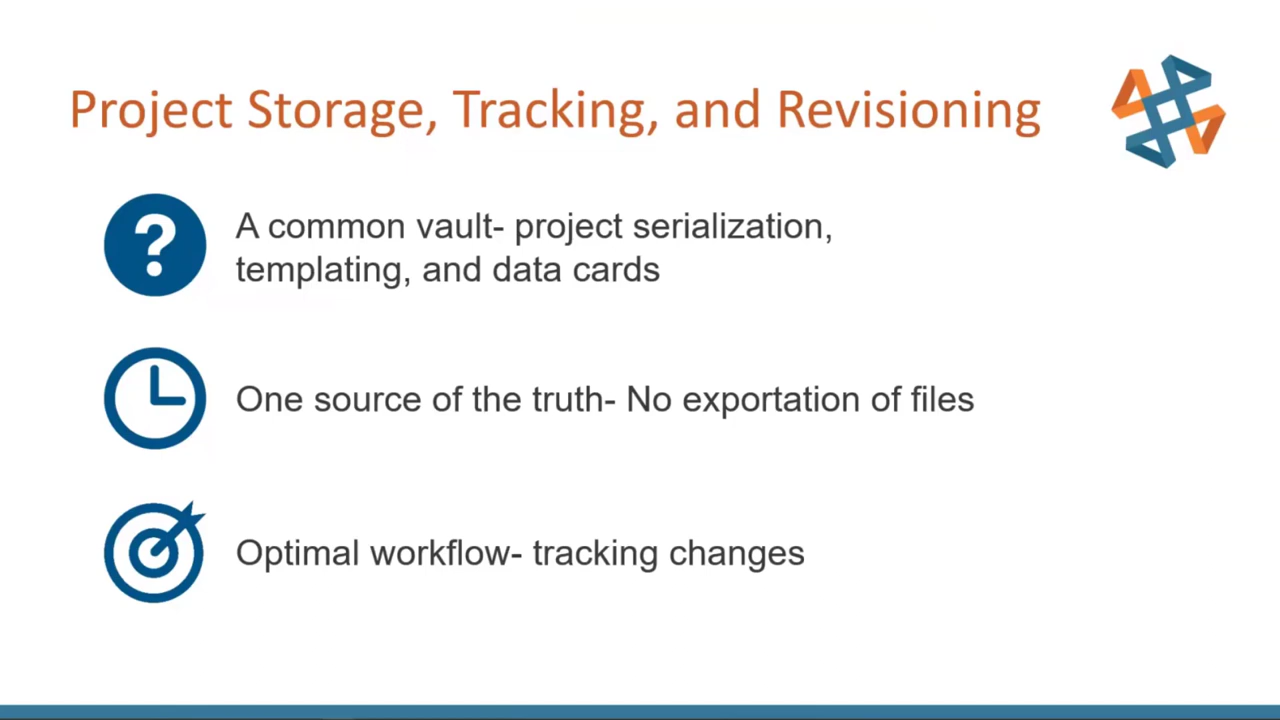 Project Storage, Tracking, and Revisioning
?
A common vault- project serialization,
templating, and data cards
One source of the truth- No exportation of files
Optimal workflow- tracking changes